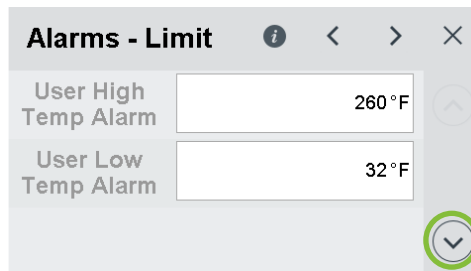 Alarms - Limit
User High
Temp Alarm
260°F
User Low
Temp Alarm
32°F